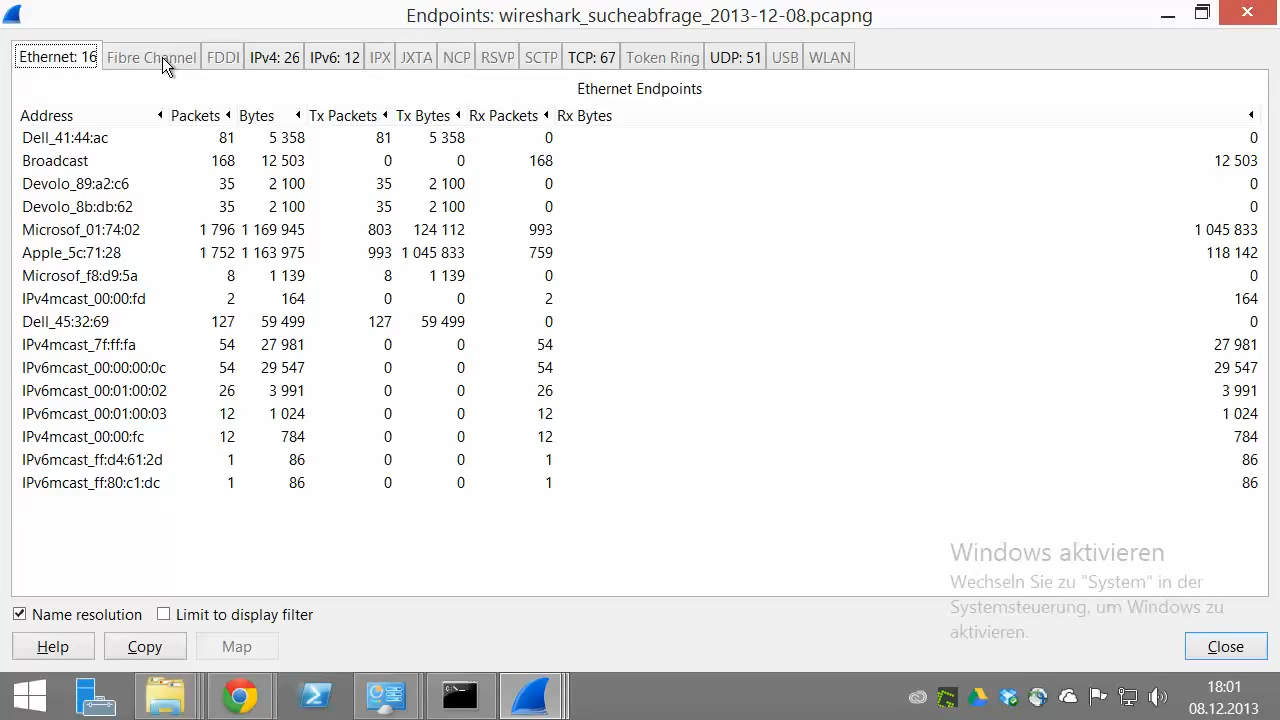 Endpoints: wireshark_sucheabfrage_2013-12-08.pcapng
Ethernet: 16 Fibre Channel FDDI IPv4: 26 IPv6: 12 IPX JXTA NCP RSVP SCTP TCP: 67 Token Ring UDP: 51 USB WLAN
Ethernet Endpoints
Address Packets Bytes Tx Packets Tx Bytes Rx Packets Rx Bytes
Dell_41:44:ac 81 5 358 81 5 358 0 0
Broadcast 168 12 503 0 0 168 12 503
Devolo_89:a2:c6 35 2 100 35 2 100 0 0
Devolo_8b:db:62 35 2 100 35 2 100 0 0
Microsof_01:74:02 1 796 1 169 945 803 124 112 993 1 045 833
Apple_5c:71:28 1 752 1 163 975 993 1 045 833 759 118 142
Microsof_f8:d9:5a 8 1 139 8 1 139 0 0
IPv4mcast_00:00:fd 2 164 0 0 2 164
Dell_45:32:69 127 59 499 127 59 499 0 0
IPv4mcast_7f:ff:fa 54 27 981 0 0 54 27 981
IPv6mcast_00:00:00:0c 54 29 547 0 0 54 29 547
IPv6mcast_00:01:00:02 26 3 991 0 0 26 3 991
IPv6mcast_00:01:00:03 12 1 024 0 0 12 1 024
IPv4mcast_00:00:fc 12 784 0 0 12 784
IPv6mcast_ff:d4:61:2d 1 86 0 0 1 86
IPv6mcast_ff:80:c1:dc 1 86 0 0 1 86
Windows aktivieren
Wechseln Sie zu "System" in der
Systemsteuerung, um Windows zu
aktivieren.
Name resolution Limit to display filter
Help Copy Map Close
18:01
08.12.2013